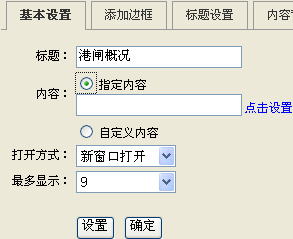 基本设置 添加边框 标题设置 内容
标题： 港闸概况
内容： 指定内容
点击设置
自定义内容
打开方式： 新窗口打开
最多显示： 9
设置 确定